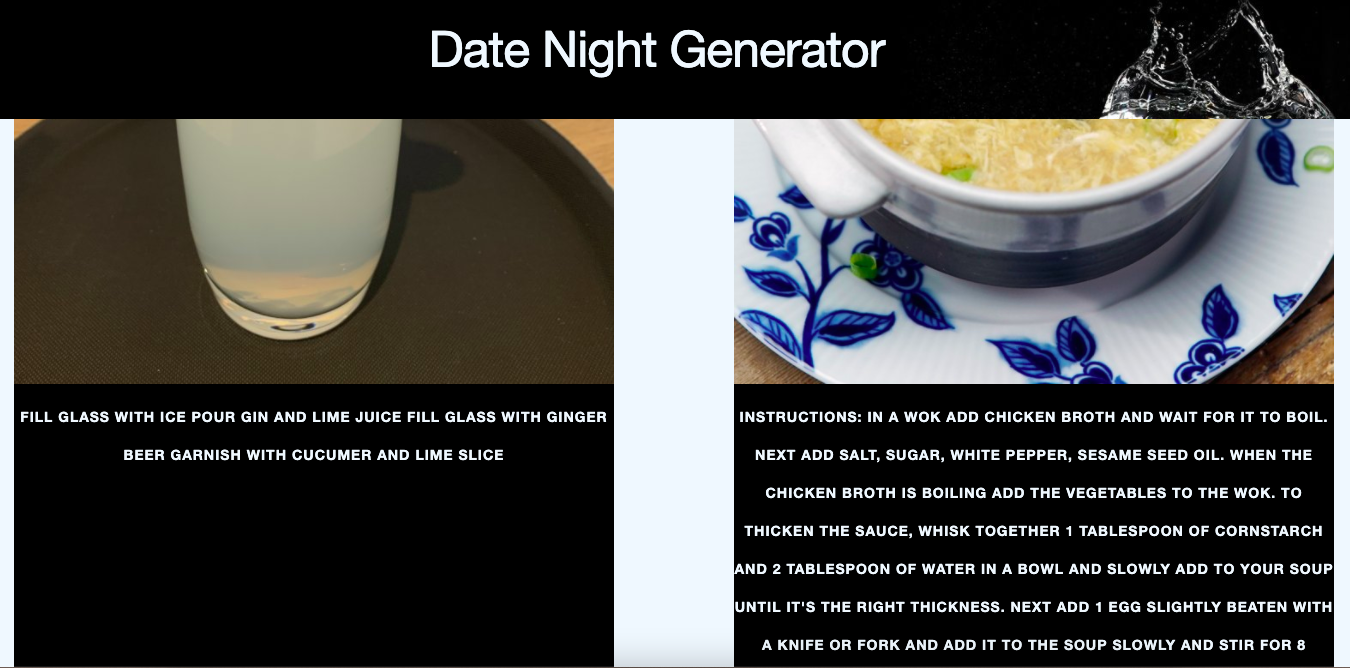 Date Night Generator
FILL GLASS WITH ICE POUR GIN AND LIME JUICE FILL GLASS WITH GINGER
BEER GARNISH WITH CUCUMER AND LIME SLICE
INSTRUCTIONS: IN A WOK ADD CHICKEN BROTH AND WAIT FOR IT TO BOIL.
NEXT ADD SALT, SUGAR, WHITE PEPPER, SESAME SEED OIL. WHEN THE
CHICKEN BROTH IS BOILING ADD THE VEGETABLES TO THE WOK. TO
THICKEN THE SAUCE, WHISK TOGETHER 1 TABLESPOON OF CORNSTARCH
AND 2 TABLESPOON OF WATER IN A BOWL AND SLOWLY ADD TO YOUR SOUP
UNTIL IT'S THE RIGHT THICKNESS. NEXT ADD 1 EGG SLIGHTLY BEATEN WITH
A KNIFE OR FORK AND ADD IT TO THE SOUP SLOWLY AND STIR FOR 8